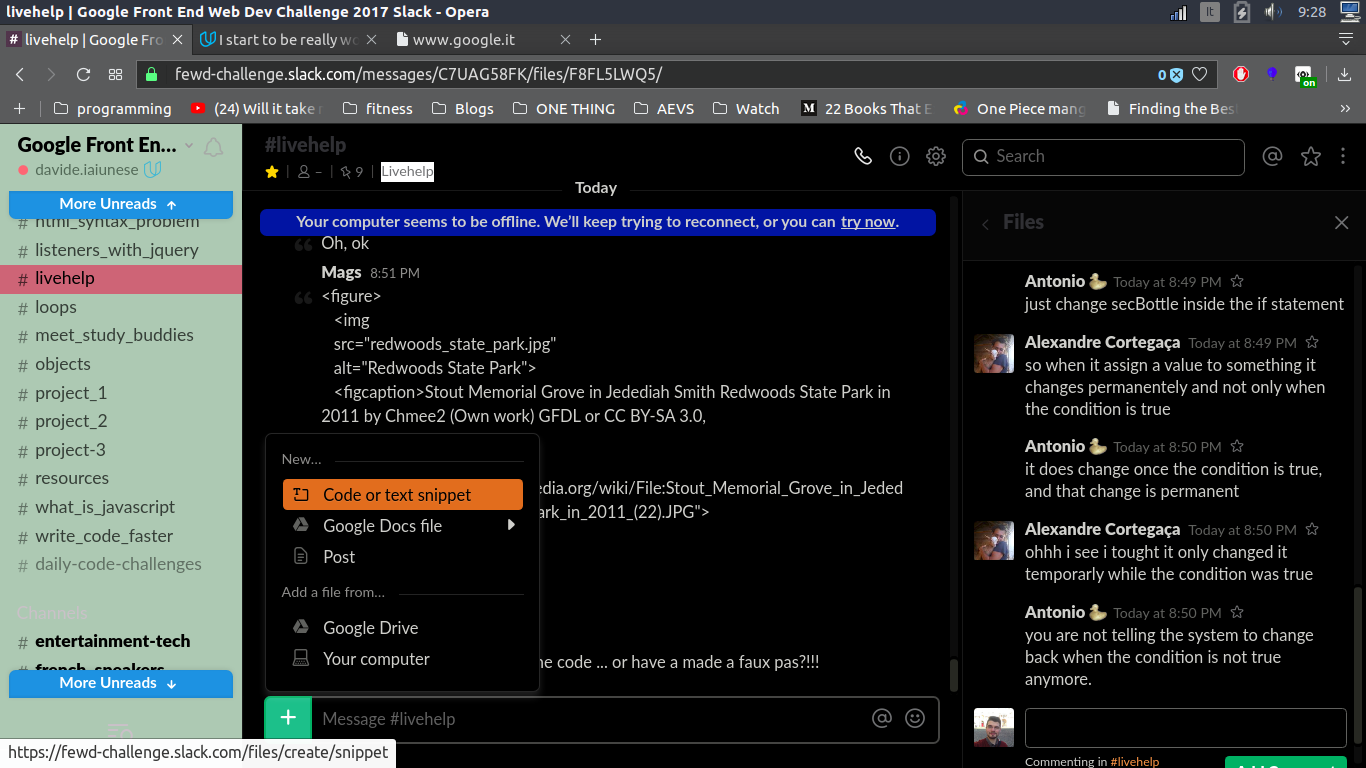 livehelp | Google Front End Web Dev Challenge 2017 Slack - Opera
It
9:28
livehelp | Google Fro
I start to be really wo
www.google.it
fewd-challenge.slack.com/messages/C7UAG58FK/files/F8FL5LWQ5/
0
on
programming
(24) Will it take
fitness
Blogs
ONE THING
AEVS
Watch
22 Books That E
One Piece mang
Finding the Bes
Google Front En...
davide.iaiunese
More Unreads ↑
# html_syntax_problem
# listeners_with_jquery
# livehelp
# loops
# meet_study_buddies
# objects
# project_1
# project_2
# project-3
# resources
# what_is_javascript
# write_code_faster
# daily-code-challenges
Channels
# entertainment-tech
# french_speakers
More Unreads ↓
https://fewd-challenge.slack.com/files/create/snippet
#livehelp
– | 9 | Livehelp
Search
Today
Your computer seems to be offline. We'll keep trying to reconnect, or you can try now.
Oh, ok
Mags 8:51 PM
<figure>
<img
src="redwoods_state_park.jpg"
alt="Redwoods State Park">
<figcaption>Stout Memorial Grove in Jedediah Smith Redwoods State Park in
2011 by Chmee2 (Own work) GFDL or CC BY-SA 3.0,
edia.org/wiki/File:Stout_Memorial_Grove_in_Jeded
ark_in_2011_(22).JPG">
ne code ... or have a made a faux pas?!!!
New...
Code or text snippet
Google Docs file
Post
Add a file from...
Google Drive
Your computer
+
Message #livehelp
Files
Antonio Today at 8:49 PM
just change secBottle inside the if statement
Alexandre Cortegaça Today at 8:49 PM
so when it assign a value to something it
changes permanentely and not only when
the condition is true
Antonio Today at 8:50 PM
it does change once the condition is true,
and that change is permanent
Alexandre Cortegaça Today at 8:50 PM
ohhh i see i tought it only changed it
temporarly while the condition was true
Antonio Today at 8:50 PM
you are not telling the system to change
back when the condition is not true
anymore.
Commenting in #livehelp
Add Comment